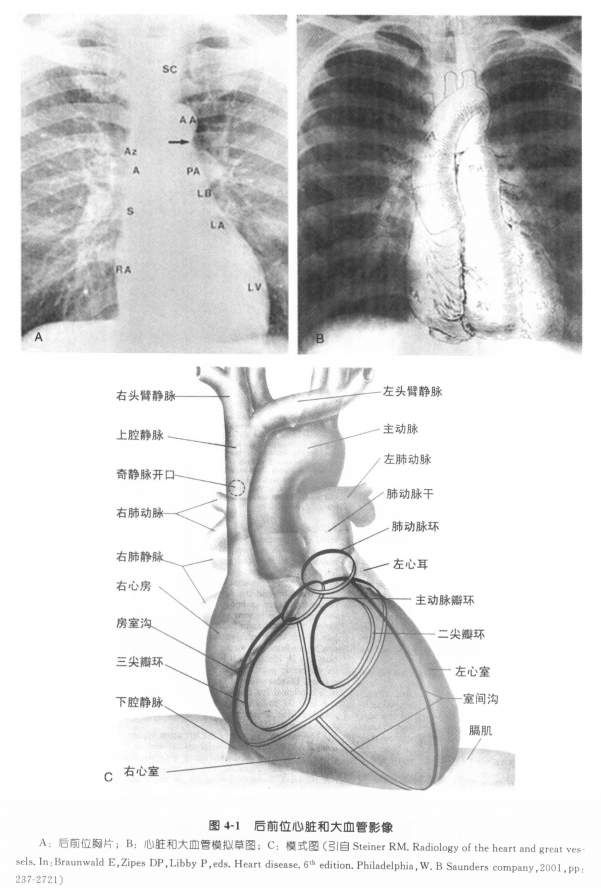 SC
AA
Az
A
PA
LB
S
LA
RA
LV
A
A
A
B
右头臂静脉
左头臂静脉
上腔静脉
主动脉
奇静脉开口
左肺动脉
右肺动脉
肺动脉干
肺动脉环
右肺静脉
左心耳
右心房
主动脉瓣环
房室沟
二尖瓣环
三尖瓣环
左心室
下腔静脉
室间沟
膈肌
C
右心室
图 4-1 后前位心脏和大血管影像
A: 后前位胸片; B: 心脏和大血管模拟草图; C: 模式图(引自 Steiner RM. Radiology of the heart and great ves-
sels. In: Braunwald E, Zipes DP, Libby P, eds. Heart disease. 6th edition. Philadelphia, W. B Saunders company, 2001, pp:
237-2721)